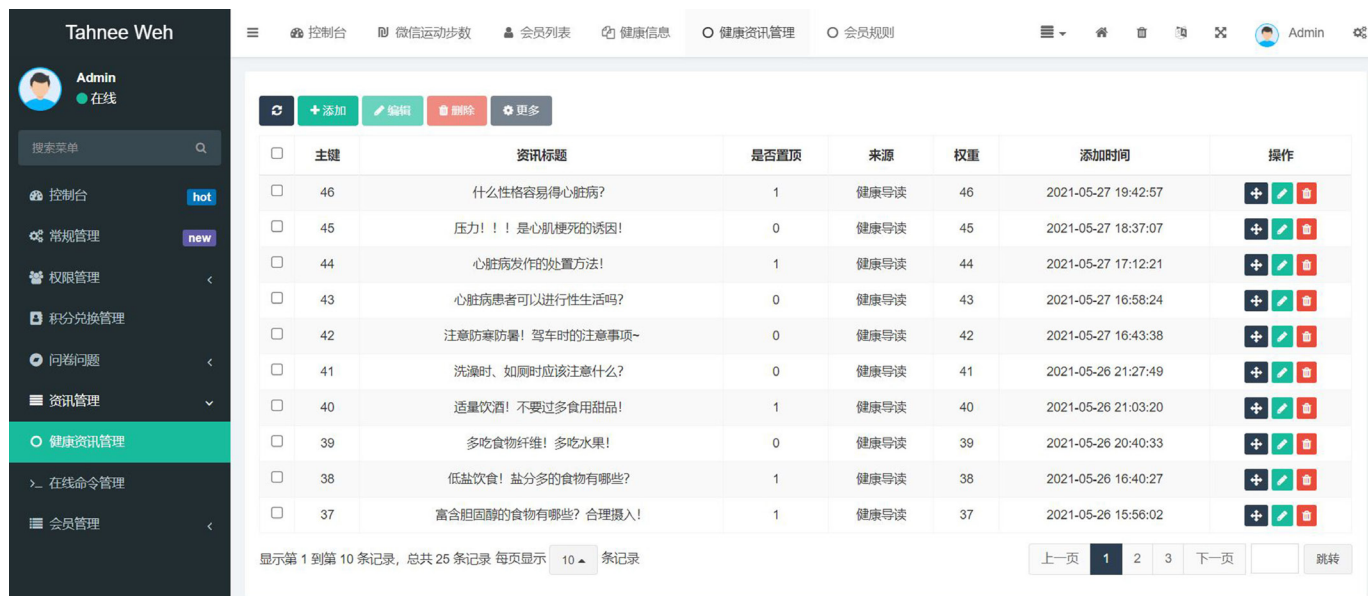 Tahnee Weh
控制台 微信运动步数 会员列表 健康信息 健康资讯管理 会员规则 Admin
Admin
在线
搜索菜单
控制台 hot
常规管理 new
权限管理
积分兑换管理
问卷问题
资讯管理
健康资讯管理
>_ 在线命令管理
会员管理
添加 编辑 删除 更多
主键 资讯标题 是否置顶 来源 权重 添加时间 操作
46 什么性格容易得心脏病? 1 健康导读 46 2021-05-27 19:42:57
45 压力！！！是心肌梗死的诱因! 0 健康导读 45 2021-05-27 18:37:07
44 心脏病发作的处置方法! 1 健康导读 44 2021-05-27 17:12:21
43 心脏病患者可以进行性生活吗? 0 健康导读 43 2021-05-27 16:58:24
42 注意防寒防暑！驾车时的注意事项~ 0 健康导读 42 2021-05-27 16:43:38
41 洗澡时、如厕时应该注意什么? 0 健康导读 41 2021-05-26 21:27:49
40 适量饮酒！不要过多食用甜品! 1 健康导读 40 2021-05-26 21:03:20
39 多吃食物纤维！多吃水果! 0 健康导读 39 2021-05-26 20:40:33
38 低盐饮食！盐分多的食物有哪些? 1 健康导读 38 2021-05-26 16:40:27
37 富含胆固醇的食物有哪些？合理摄入! 1 健康导读 37 2021-05-26 15:56:02
显示第 1 到第 10 条记录，总共 25 条记录 每页显示 10 条记录 上一页 1 2 3 下一页 跳转